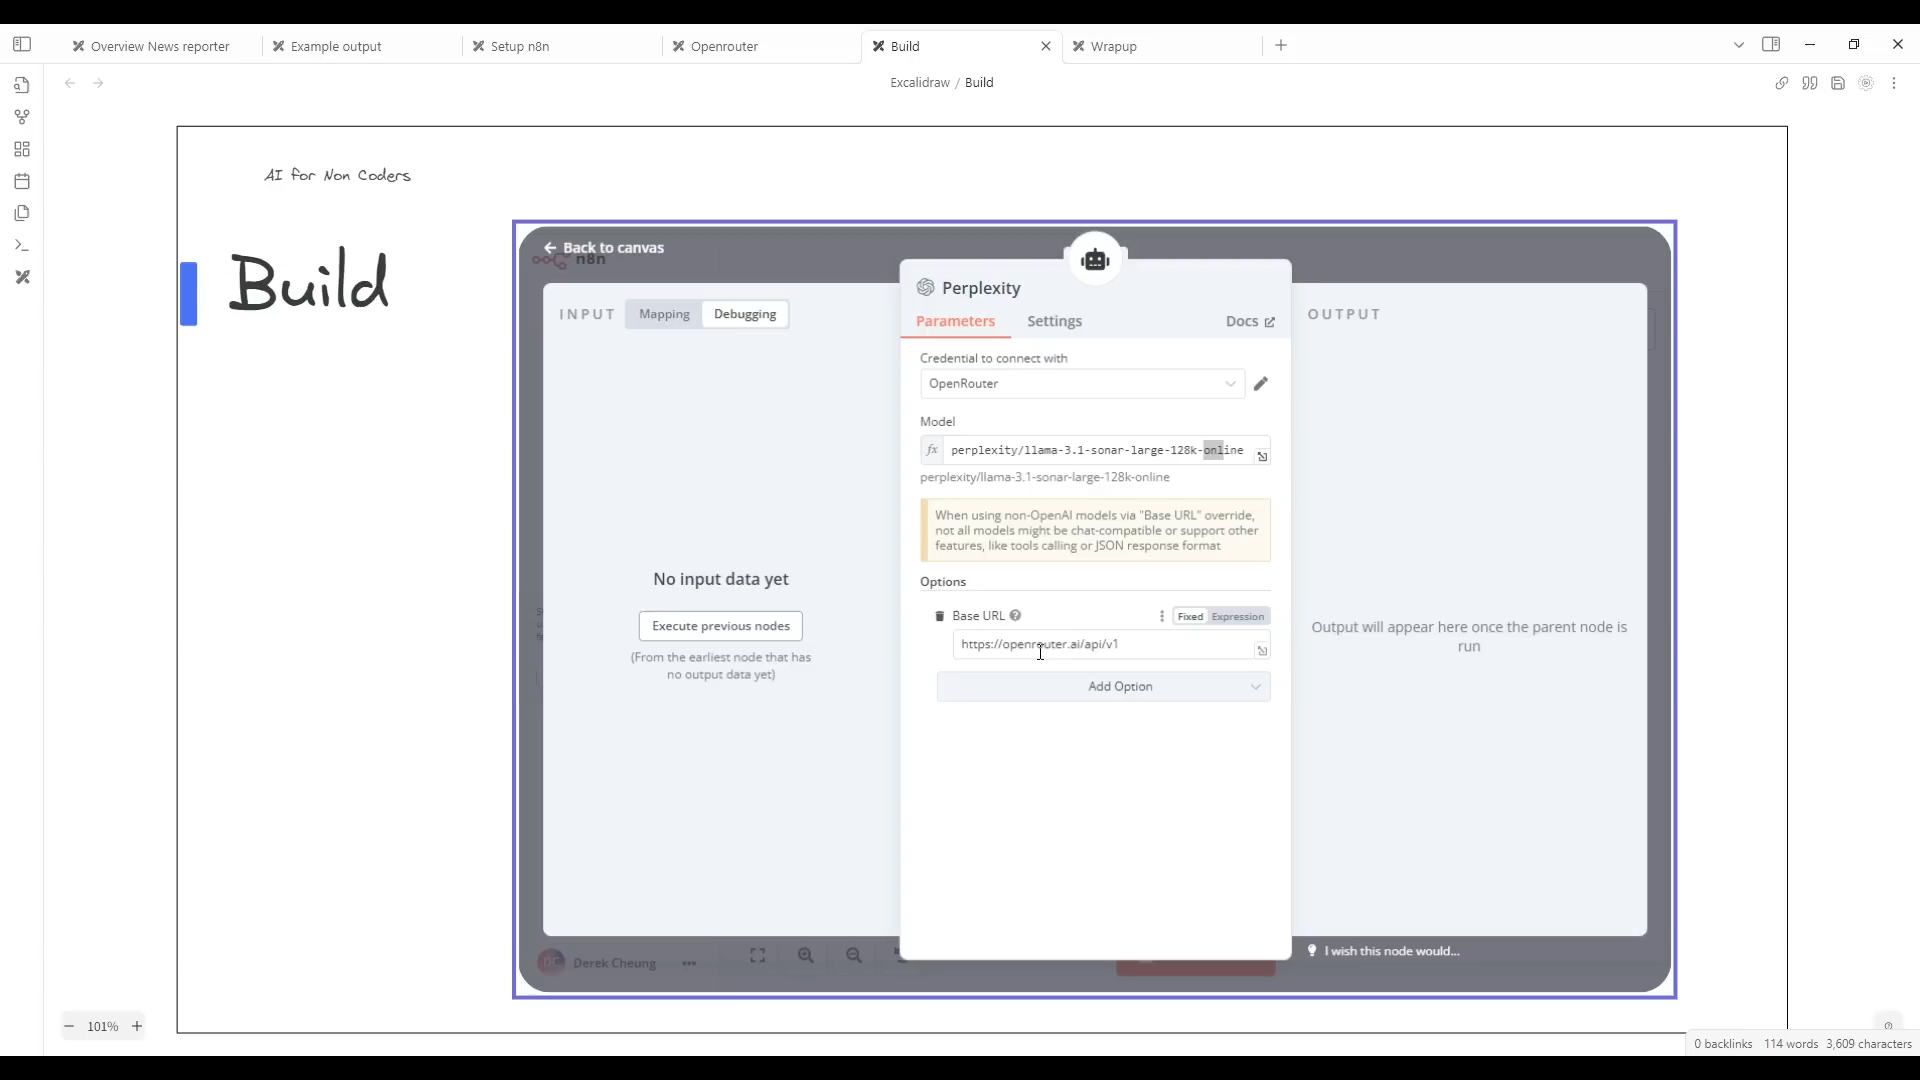 Overview News reporter
Example output
Setup n8n
Openrouter
Build
Wrapup
Excalidraw / Build
AI for Non Coders
Build
Back to canvas
n8n
Perplexity
INPUT
Mapping
Debugging
Parameters
Settings
Docs
OUTPUT
Credential to connect with
OpenRouter
Model
fx
perplexity/llama-3.1-sonar-large-128k-online
perplexity/llama-3.1-sonar-large-128k-online
When using non-OpenAI models via "Base URL" override,
not all models might be chat-compatible or support other
features, like tools calling or JSON response format
No input data yet
Options
Execute previous nodes
Base URL
Fixed
Expression
(From the earliest node that has
no output data yet)
https://openrouter.ai/api/v1
Output will appear here once the parent node is
run
Add Option
DC
Derek Cheung
I wish this node would...
101%
0 backlinks
114 words
3,609 characters